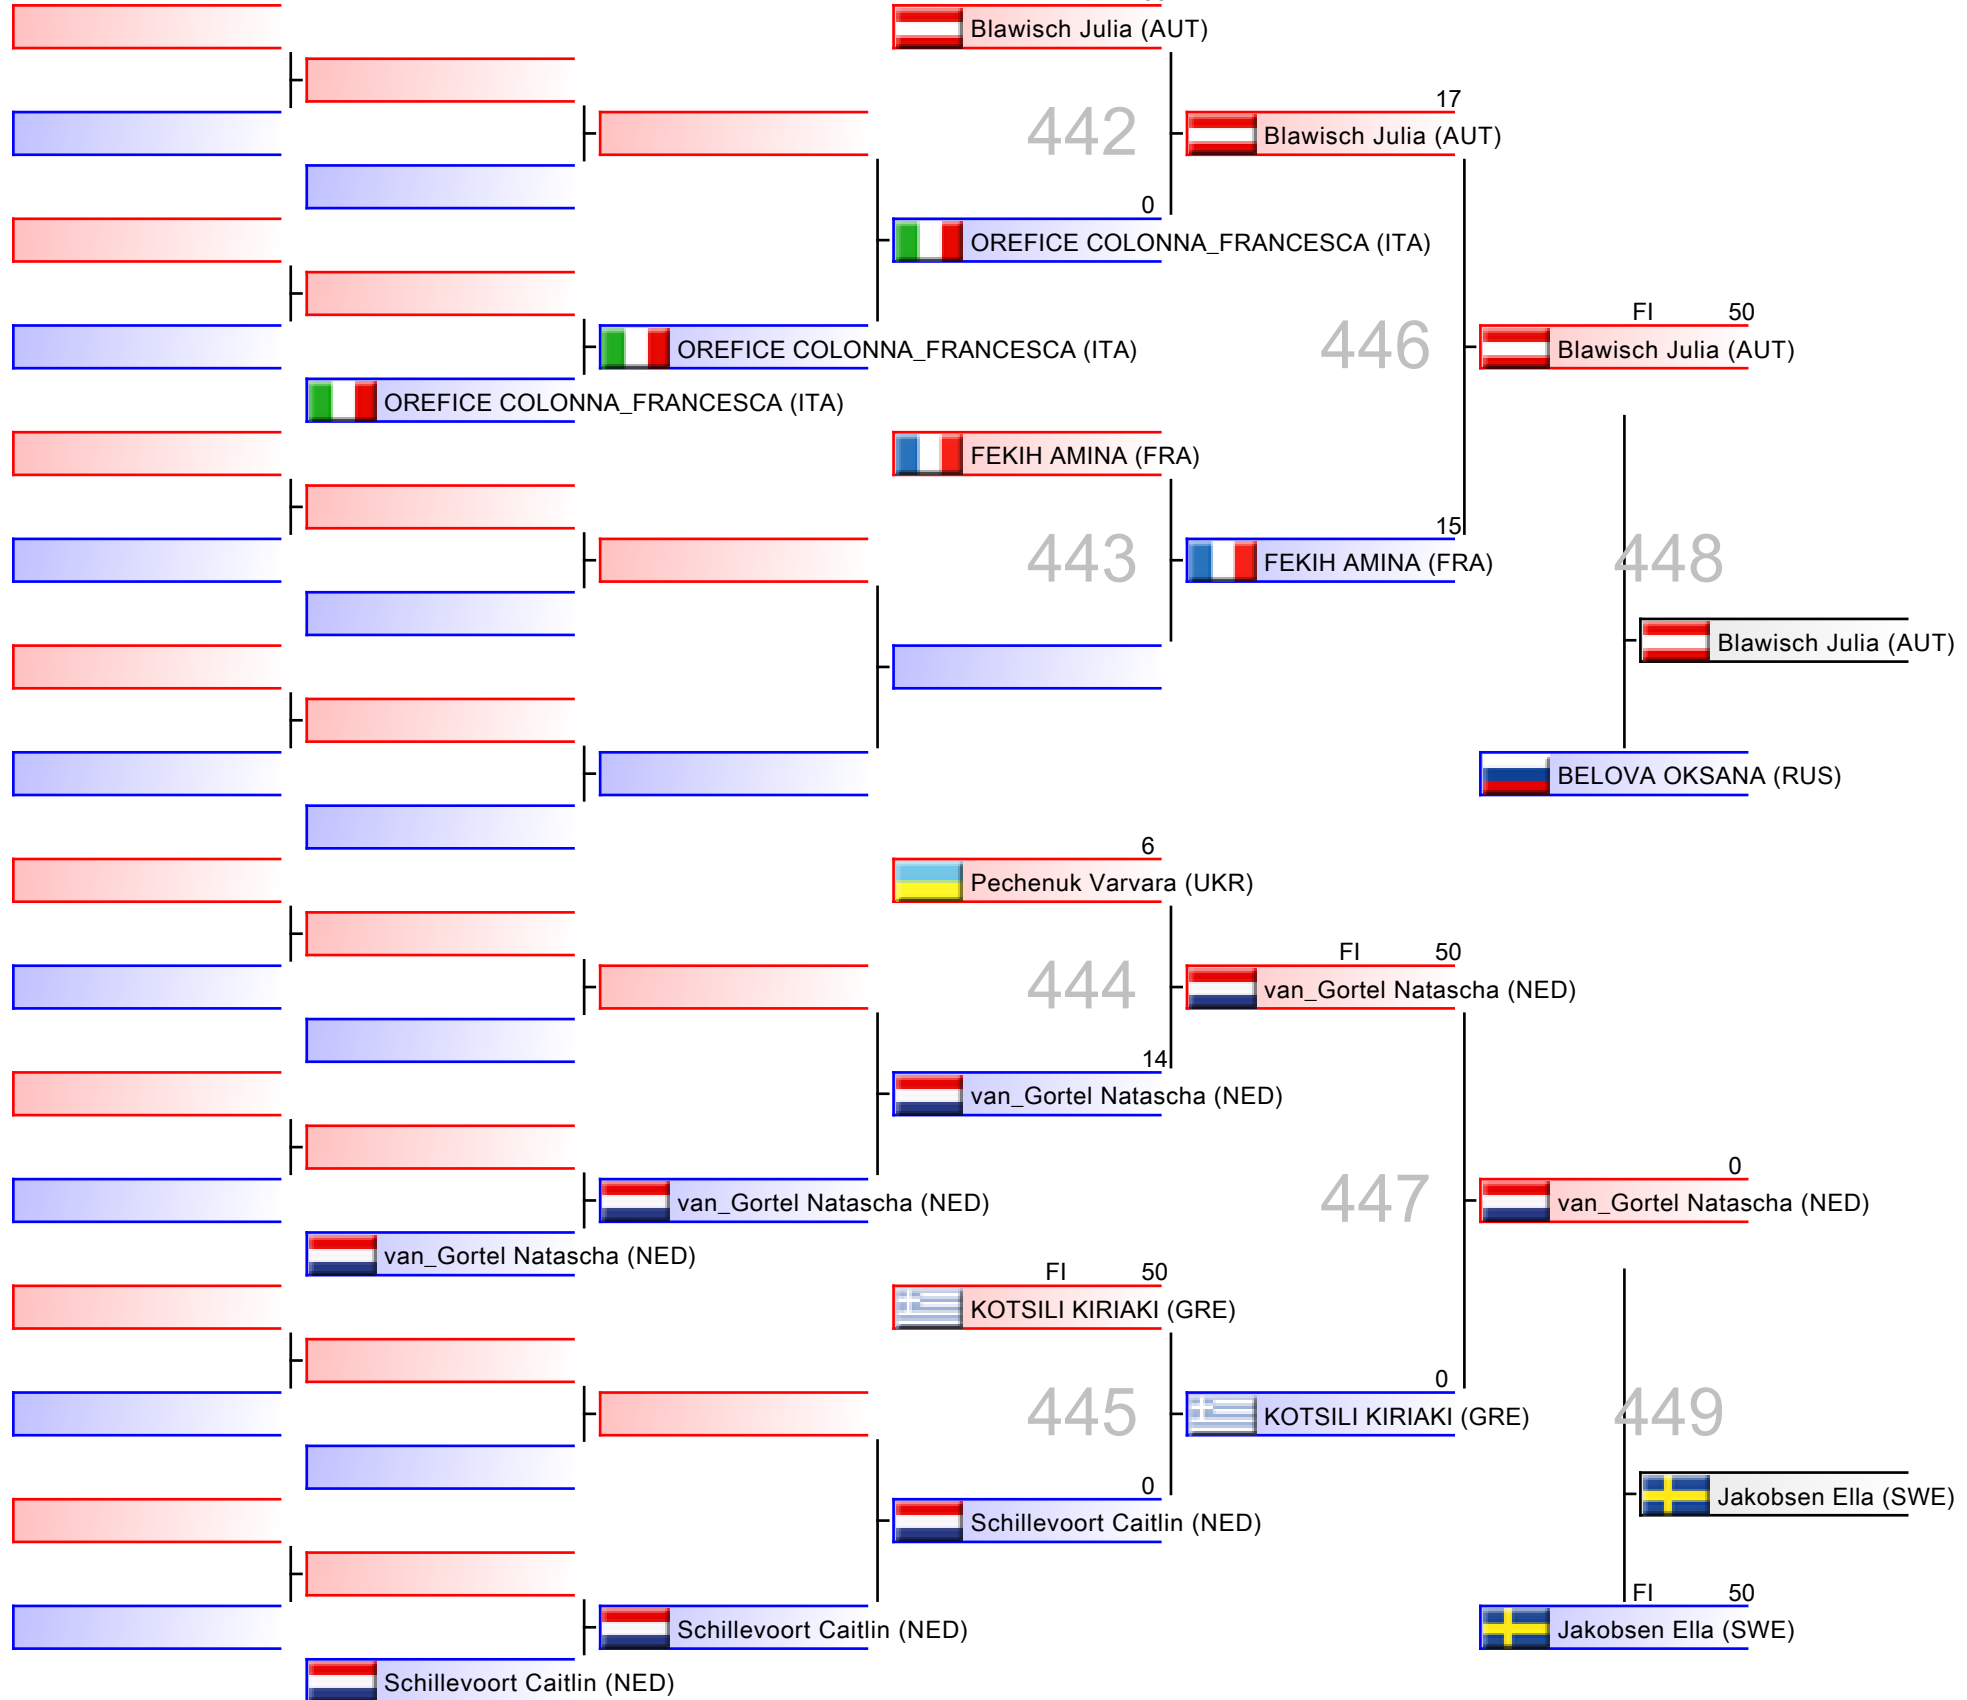 Blawisch Julia (AUT)
17
442
Blawisch Julia (AUT)
0
OREFICE COLONNA_FRANCESCA (ITA)
FI 50
OREFICE COLONNA_FRANCESCA (ITA)
446
Blawisch Julia (AUT)
OREFICE COLONNA_FRANCESCA (ITA)
FEKIH AMINA (FRA)
15
443
FEKIH AMINA (FRA)
448
Blawisch Julia (AUT)
BELOVA OKSANA (RUS)
6
Pechenuk Varvara (UKR)
FI 50
444
van_Gortel Natascha (NED)
14
van_Gortel Natascha (NED)
0
van_Gortel Natascha (NED)
447
van_Gortel Natascha (NED)
van_Gortel Natascha (NED)
FI 50
KOTSILI KIRIAKI (GRE)
0
445
KOTSILI KIRIAKI (GRE)
449
0
Jakobsen Ella (SWE)
Schillevoort Caitlin (NED)
FI 50
Schillevoort Caitlin (NED)
Jakobsen Ella (SWE)
Schillevoort Caitlin (NED)